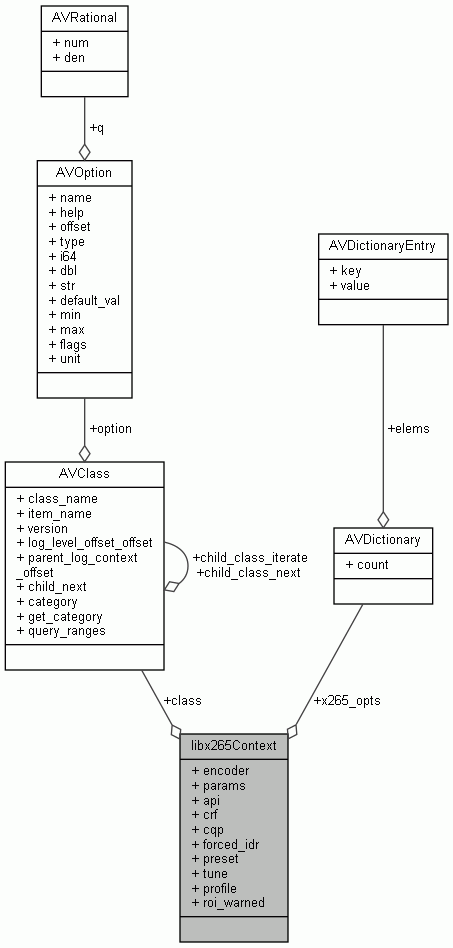 AVRational
+ num
+ den
+q
AVOption
+ name
+ help
+ offset
+ type
+ i64
+ dbl
+ str
+ default_val
+ min
+ max
+ flags
+ unit
+option
AVClass
+ class_name
+ item_name
+ version
+ log_level_offset_offset
+ parent_log_context
_offset
+ child_next
+ category
+ get_category
+ query_ranges
+child_class_iterate
+child_class_next
AVDictionaryEntry
+ key
+ value
+elems
AVDictionary
+ count
+class
+x265_opts
libx265Context
+ encoder
+ params
+ api
+ crf
+ cqp
+ forced_idr
+ preset
+ tune
+ profile
+ roi_warned